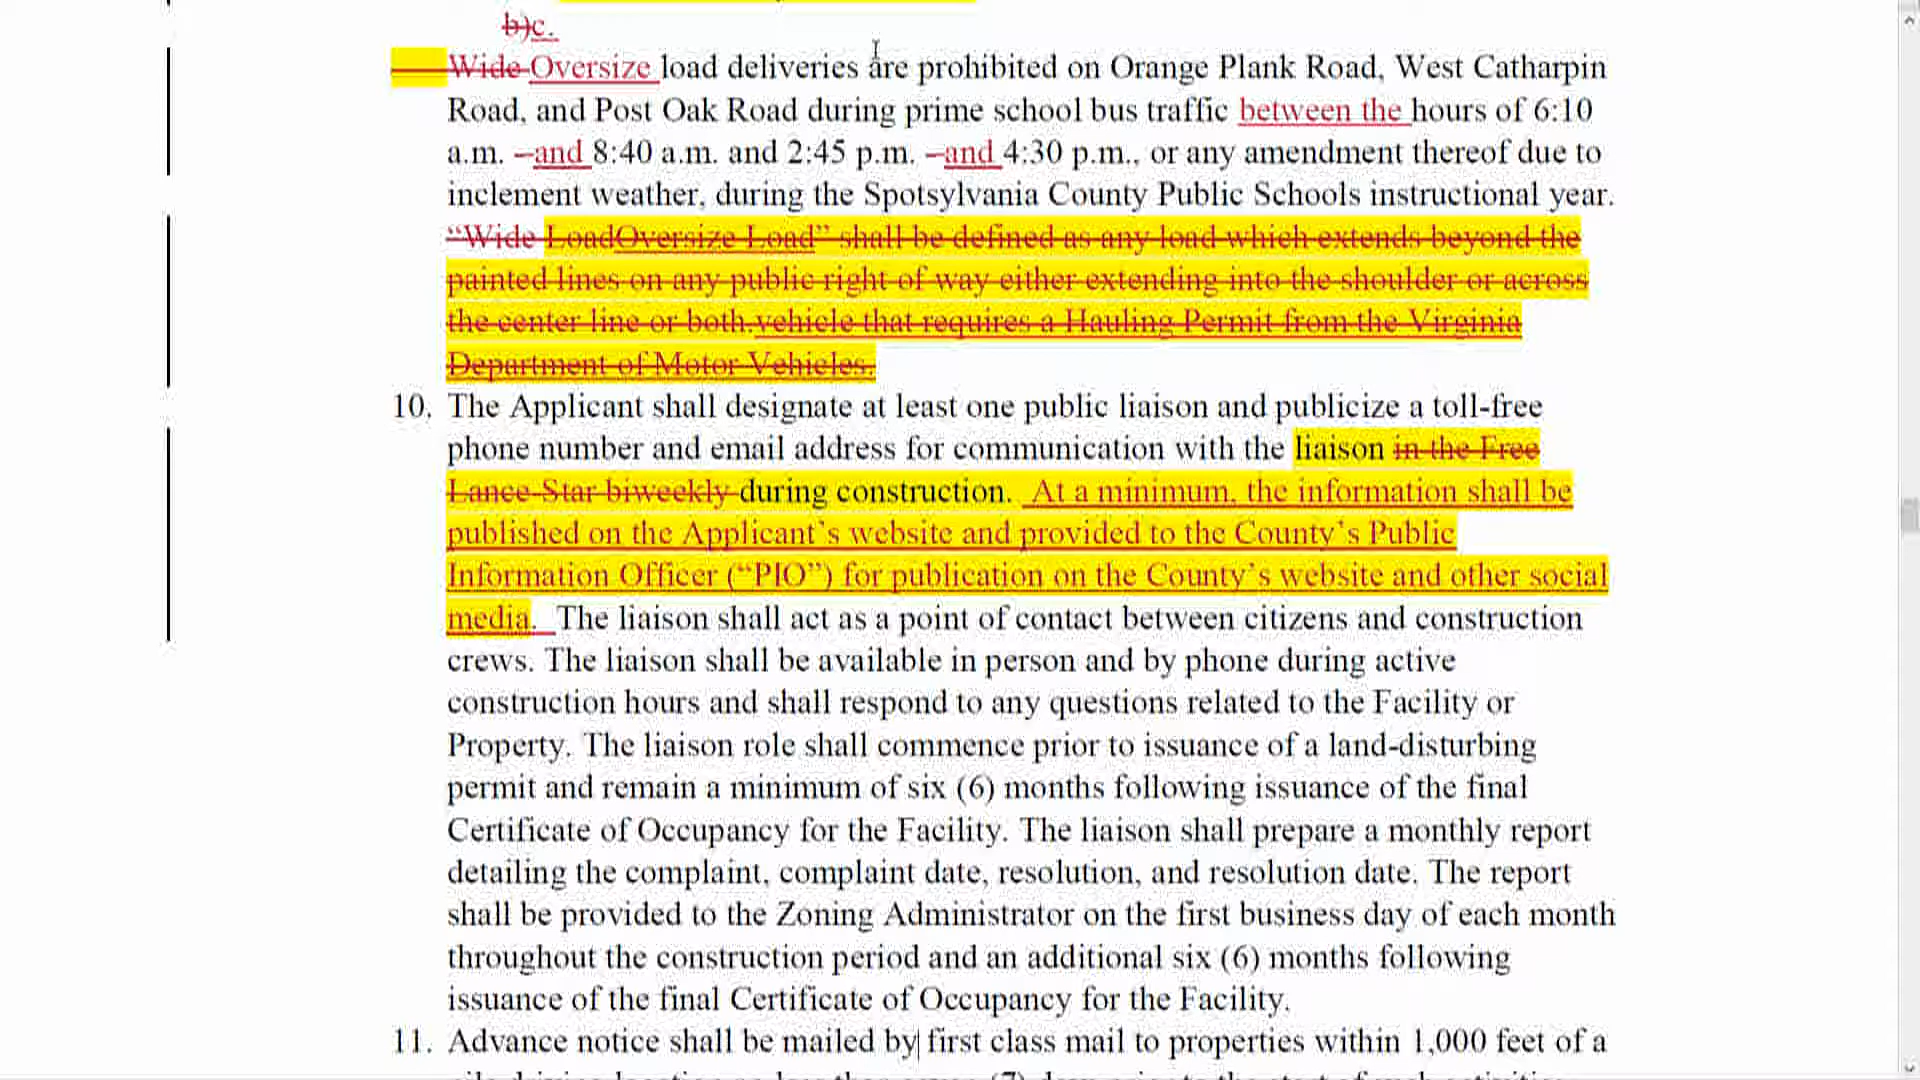 b)c.
Wide Oversize load deliveries are prohibited on Orange Plank Road, West Catharpin
Road, and Post Oak Road during prime school bus traffic between the hours of 6:10
a.m. –and 8:40 a.m. and 2:45 p.m. –and 4:30 p.m., or any amendment thereof due to
inclement weather, during the Spotsylvania County Public Schools instructional year.
“Wide LoadOversize Load” shall be defined as any load which extends beyond the
painted lines on any public right of way either extending into the shoulder or across
the center line or both.vehicle that requires a Hauling Permit from the Virginia
Department of Motor Vehicles.
10. The Applicant shall designate at least one public liaison and publicize a toll-free
phone number and email address for communication with the liaison in the Free
Lance-Star biweekly during construction. At a minimum, the information shall be
published on the Applicant’s website and provided to the County’s Public
Information Officer (“PIO”) for publication on the County’s website and other social
media. The liaison shall act as a point of contact between citizens and construction
crews. The liaison shall be available in person and by phone during active
construction hours and shall respond to any questions related to the Facility or
Property. The liaison role shall commence prior to issuance of a land-disturbing
permit and remain a minimum of six (6) months following issuance of the final
Certificate of Occupancy for the Facility. The liaison shall prepare a monthly report
detailing the complaint, complaint date, resolution, and resolution date. The report
shall be provided to the Zoning Administrator on the first business day of each month
throughout the construction period and an additional six (6) months following
issuance of the final Certificate of Occupancy for the Facility.
11. Advance notice shall be mailed by first class mail to properties within 1,000 feet of a